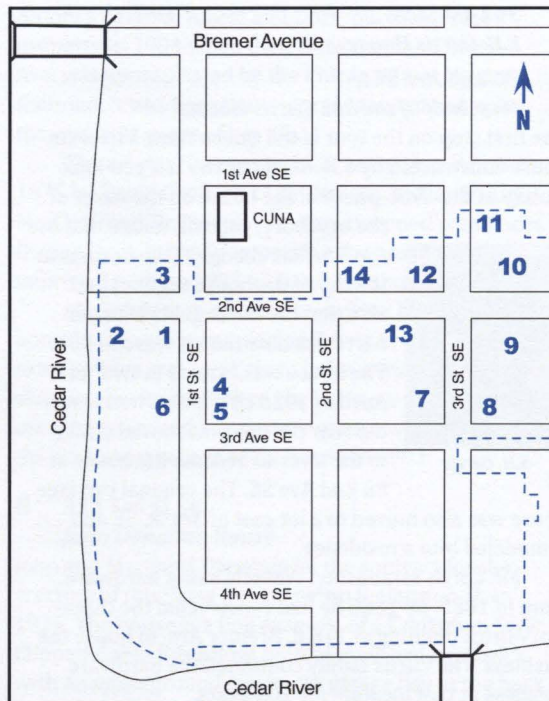 Bremer Avenue
N
1st Ave SE
CUNA
11
3
14
12
10
2nd Ave SE
2
1
13
9
Cedar River
1st St SE
2nd St SE
3rd St SE
4
6
5
7
8
3rd Ave SE
4th Ave SE
Cedar River